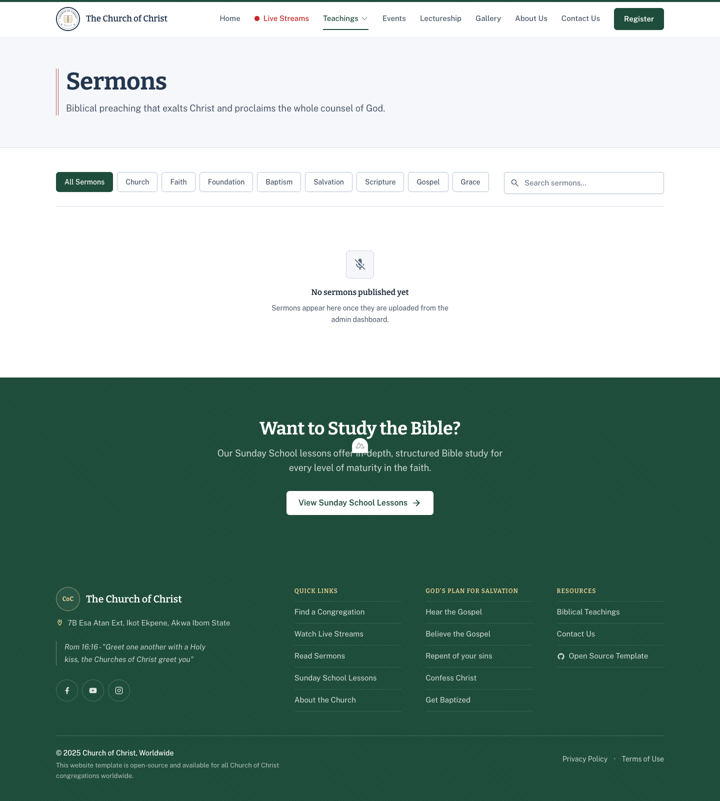 The Church of Christ
Home
Live Streams
Teachings
Events
Lectureship
Gallery
About Us
Contact Us
Register
Sermons
Biblical preaching that exalts Christ and proclaims the whole counsel of God.
All Sermons
Church
Faith
Foundation
Baptism
Salvation
Scripture
Gospel
Grace
Search sermons...
No sermons published yet
Sermons appear here once they are uploaded from the
admin dashboard.
Want to Study the Bible?
Our Sunday School lessons offer in-depth, structured Bible study for
every level of maturity in the faith.
View Sunday School Lessons
CoC
The Church of Christ
7B Esa Atan Ext. Ikot Ekpene, Akwa Ibom State
Rom 16:16 - "Greet one another with a Holy
kiss, the Churches of Christ greet you"
QUICK LINKS
Find a Congregation
Watch Live Streams
Read Sermons
Sunday School Lessons
About the Church
GOD'S PLAN FOR SALVATION
Hear the Gospel
Believe the Gospel
Repent of your sins
Confess Christ
Get Baptized
RESOURCES
Biblical Teachings
Contact Us
Open Source Template
© 2025 Church of Christ, Worldwide
This website template is open-source and available for all Church of Christ
congregations worldwide.
Privacy Policy · Terms of Use